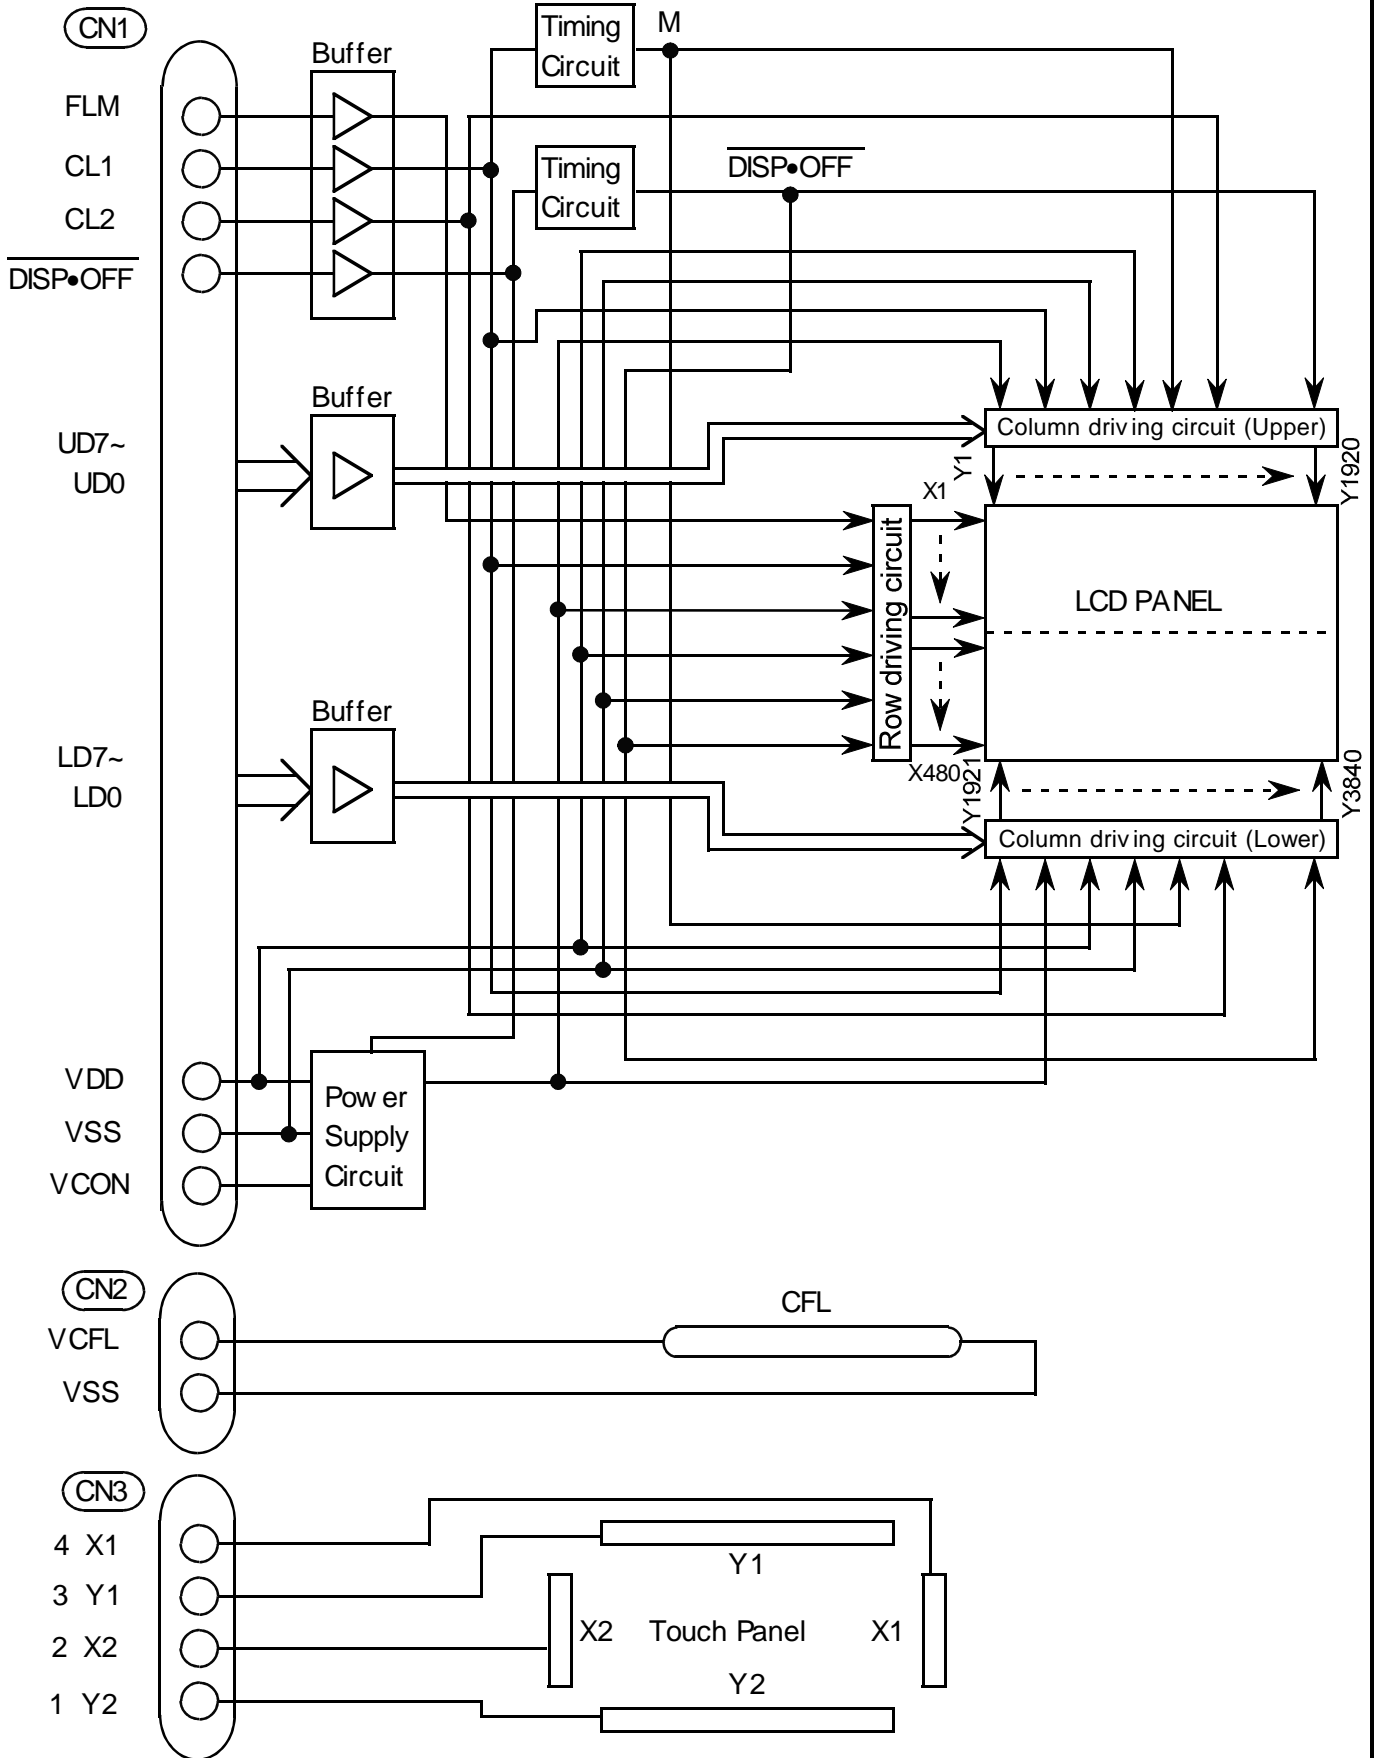 CN1
Timing
Circuit
M
Buffer
FLM
CL1
CL2
DISP•OFF
Timing
Circuit
DISP•OFF
Buffer
UD7~
UD0
Column driving circuit (Upper)
Y1
Y1920
X1
Row driving circuit
LCD PANEL
Buffer
LD7~
LD0
X480
Y1921
Y3840
Column driving circuit (Lower)
VDD
VSS
VCON
Power
Supply
Circuit
CN2
VCFL
VSS
CFL
CN3
4 X1
3 Y1
2 X2
1 Y2
Y1
X2
Touch Panel
X1
Y2